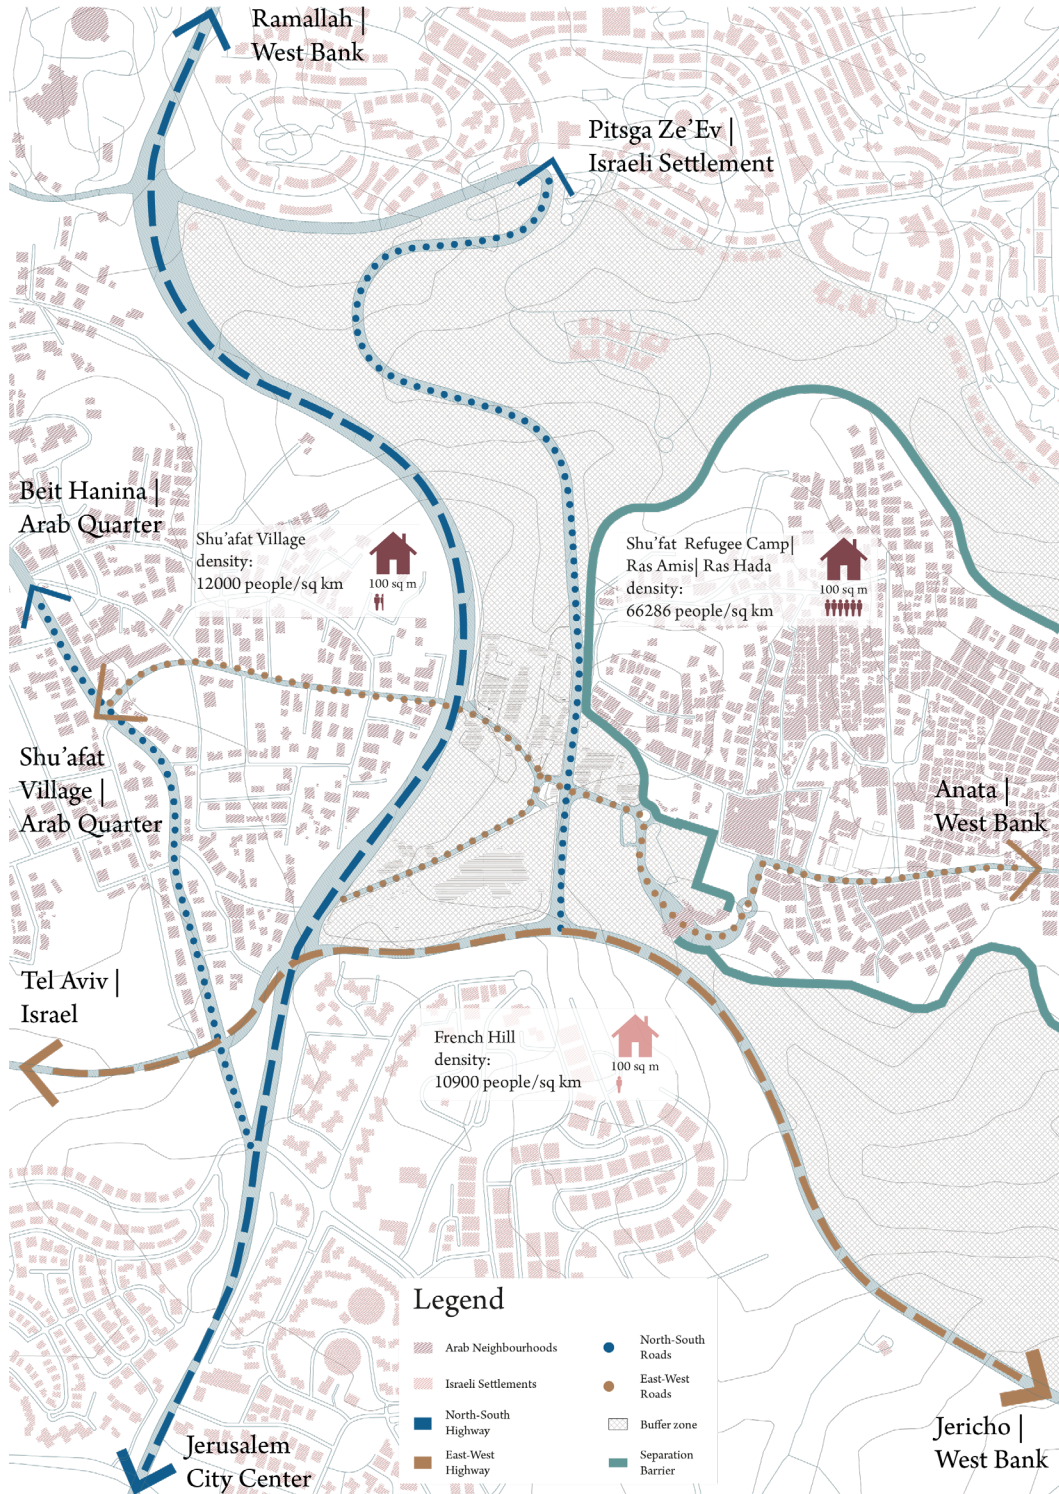 Ramallah |
West Bank
Pitsga Ze’Ev |
Israeli Settlement
Beit Hanina |
Arab Quarter
Shu’afat Village
density:
12000 people/sq km
100 sq m
Shu’fat Refugee Camp|
Ras Amis| Ras Hada
density:
66286 people/sq km
100 sq m
Shu’afat
Village |
Arab Quarter
Anata |
West Bank
Tel Aviv |
Israel
French Hill
density:
10900 people/sq km
100 sq m
Legend
Arab Neighbourhoods
Israeli Settlements
North-South
Highway
East-West
Highway
North-South
Roads
East-West
Roads
Buffer zone
Separation
Barrier
Jerusalem
City Center
Jericho |
West Bank